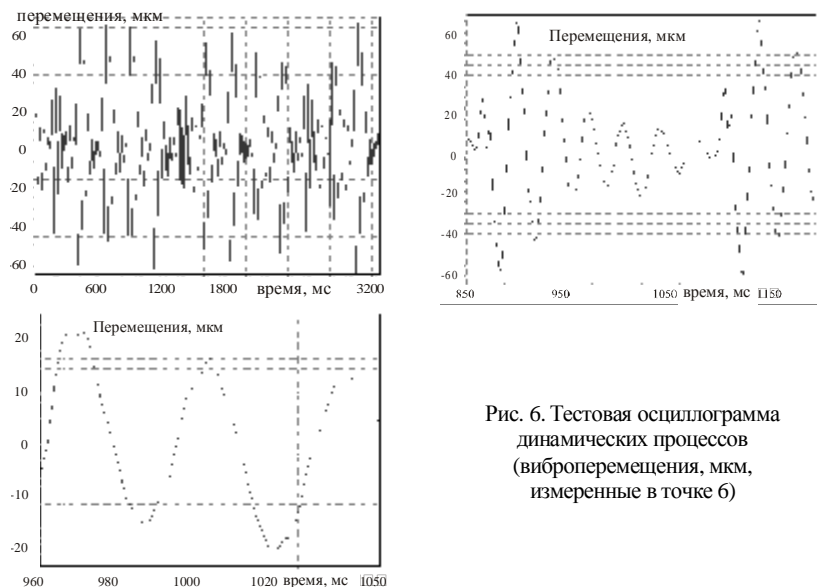 перемещения, мкм
60
40
20
0
20
40
60
0 600 1200 1800 время, мс 3200
Перемещения, мкм
60
40
20
0
-20
-40
-60
850 950 1050 время, мс 1150
Перемещения, мкм
20
10
0
-10
-20
960 980 1000 1020 время, мс 1050
Рис. 6. Тестовая осциллограмма
динамических процессов
(виброперемещения, мкм,
измеренные в точке 6)